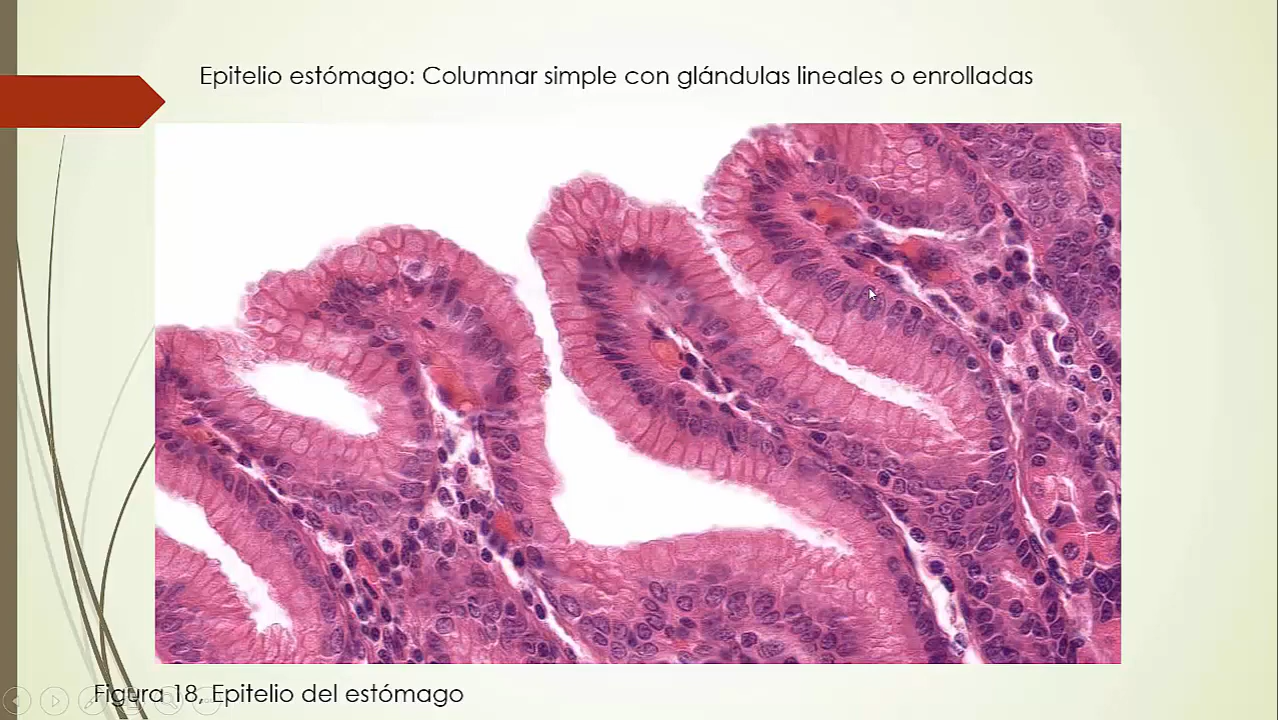 Epitelio estómago: Columnar simple con glándulas lineales o enrolladas
Figura 18, Epitelio del estómago